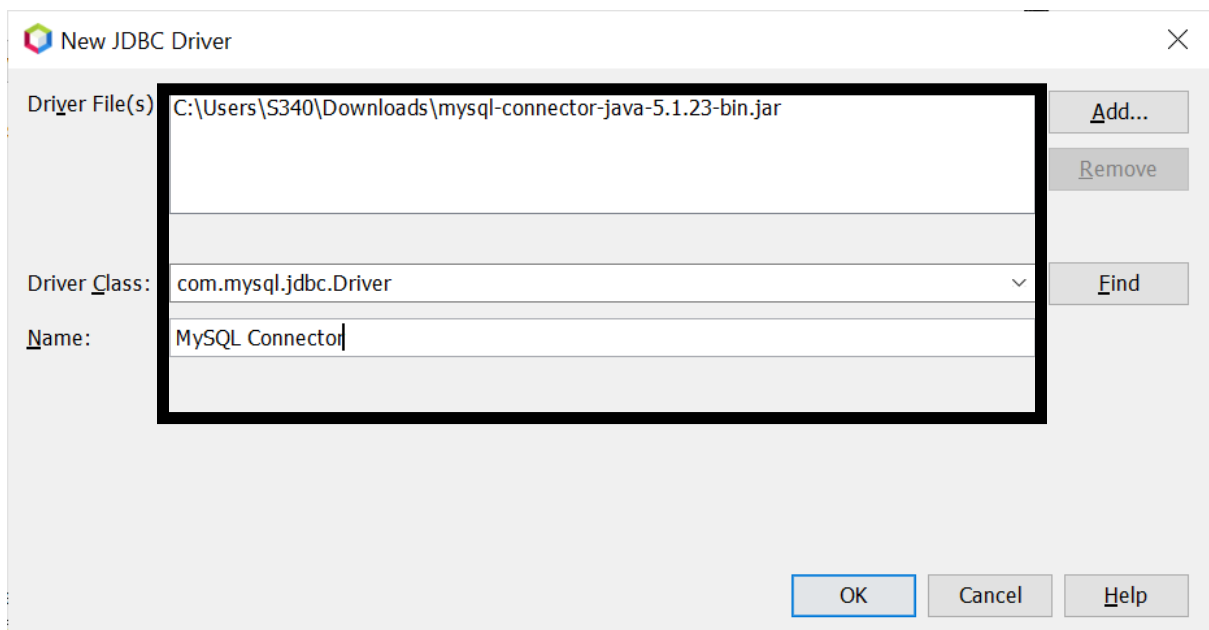 New JDBC Driver
Driver File(s)
C:\Users\S340\Downloads\mysql-connector-java-5.1.23-bin.jar
Add...
Remove
Driver Class:
com.mysql.jdbc.Driver
Find
Name:
MySQL Connector
OK
Cancel
Help